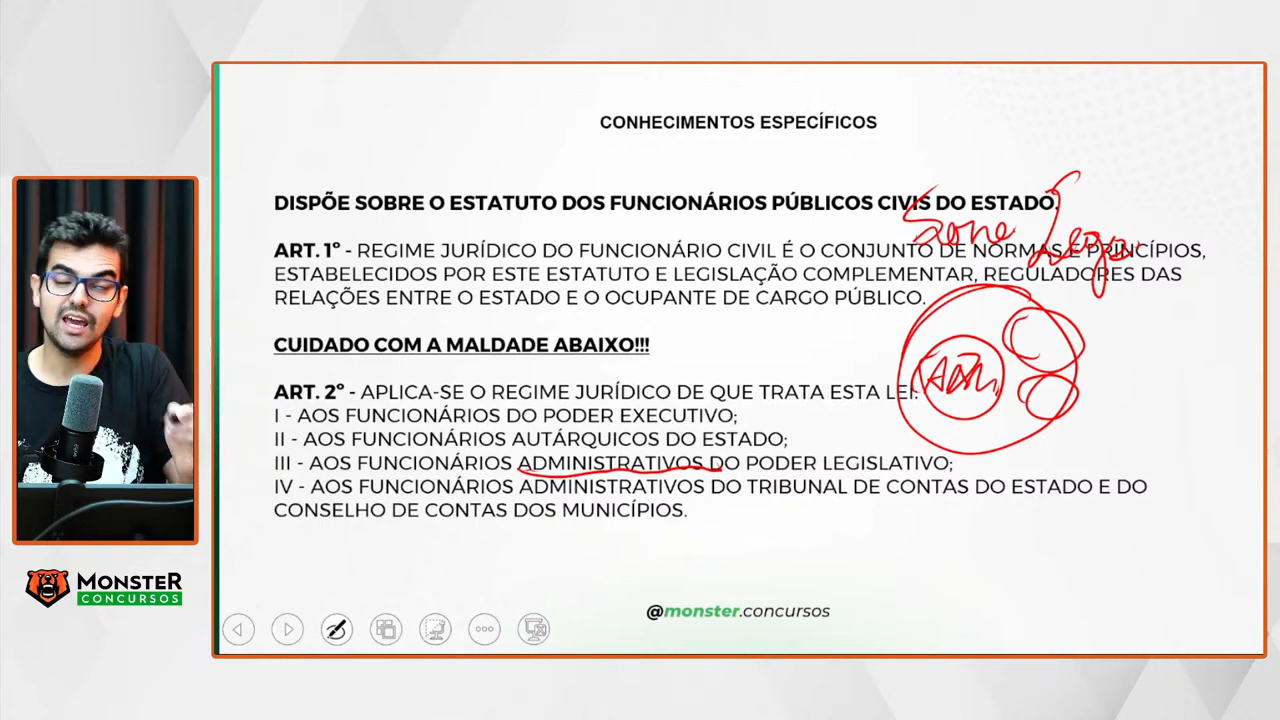 CONHECIMENTOS ESPECÍFICOS
DISPÕE SOBRE O ESTATUTO DOS FUNCIONÁRIOS PÚBLICOS CIVIS DO ESTADO.
ART. 1º - REGIME JURÍDICO DO FUNCIONÁRIO CIVIL É O CONJUNTO DE NORMAS E PRINCÍPIOS,
ESTABELECIDOS POR ESTE ESTATUTO E LEGISLAÇÃO COMPLEMENTAR, REGULADORES DAS
RELAÇÕES ENTRE O ESTADO E O OCUPANTE DE CARGO PÚBLICO.
CUIDADO COM A MALDADE ABAIXO!!!
ART. 2º - APLICA-SE O REGIME JURÍDICO DE QUE TRATA ESTA LEI:
I - AOS FUNCIONÁRIOS DO PODER EXECUTIVO;
II - AOS FUNCIONÁRIOS AUTÁRQUICOS DO ESTADO;
III - AOS FUNCIONÁRIOS ADMINISTRATIVOS DO PODER LEGISLATIVO;
IV - AOS FUNCIONÁRIOS ADMINISTRATIVOS DO TRIBUNAL DE CONTAS DO ESTADO E DO
CONSELHO DE CONTAS DOS MUNICÍPIOS.
MONSTER
CONCURSOS
@monster.concursos